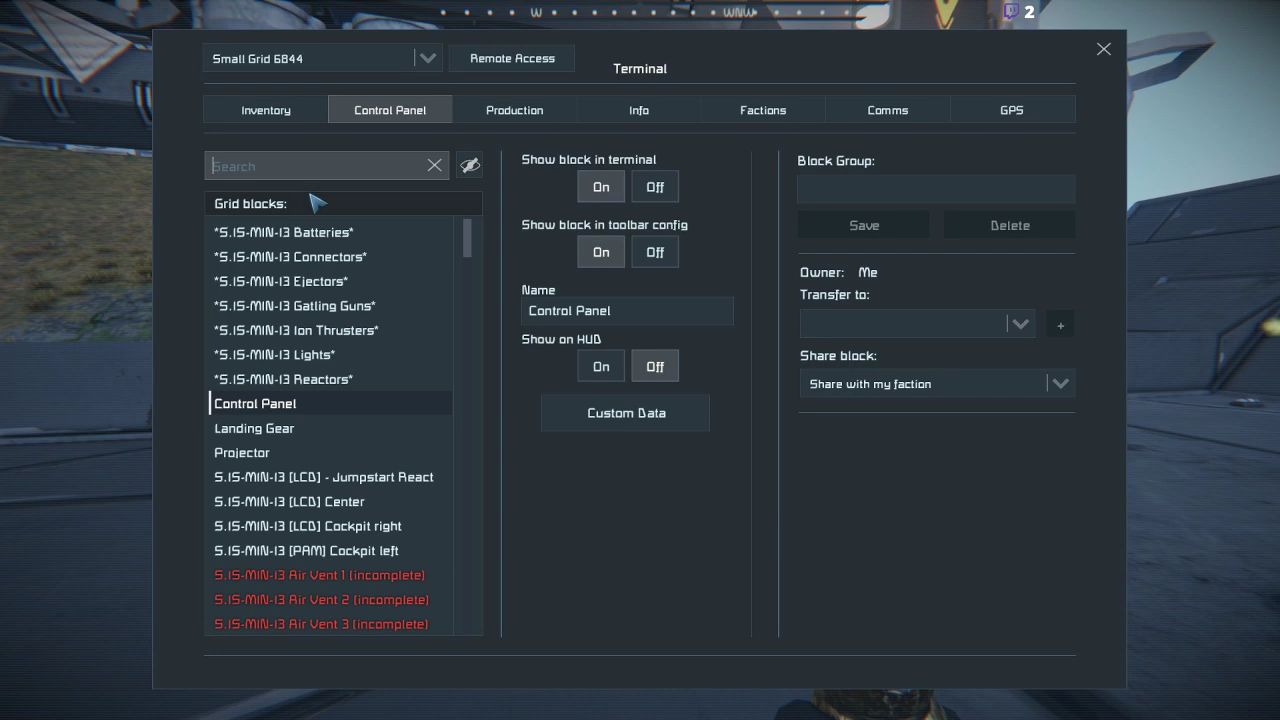 W
WNW
2
Small Grid 6844
Remote Access
Terminal
Inventory
Control Panel
Production
Info
Factions
Comms
GPS
Search
Grid blocks:
*S.IS-MIN-13 Batteries*
*S.IS-MIN-13 Connectors*
*S.IS-MIN-13 Ejectors*
*S.IS-MIN-13 Gatling Guns*
*S.IS-MIN-13 Ion Thrusters*
*S.IS-MIN-13 Lights*
*S.IS-MIN-13 Reactors*
Control Panel
Landing Gear
Projector
S.IS-MIN-13 [LCD] - Jumpstart React
S.IS-MIN-13 [LCD] Center
S.IS-MIN-13 [LCD] Cockpit right
S.IS-MIN-13 [PAM] Cockpit left
S.IS-MIN-13 Air Vent 1 (incomplete)
S.IS-MIN-13 Air Vent 2 (incomplete)
S.IS-MIN-13 Air Vent 3 (incomplete)
Show block in terminal
On
Off
Show block in toolbar config
On
Off
Name
Control Panel
Show on HUD
On
Off
Custom Data
Block Group:
Save
Delete
Owner: Me
Transfer to:
+
Share block:
Share with my faction